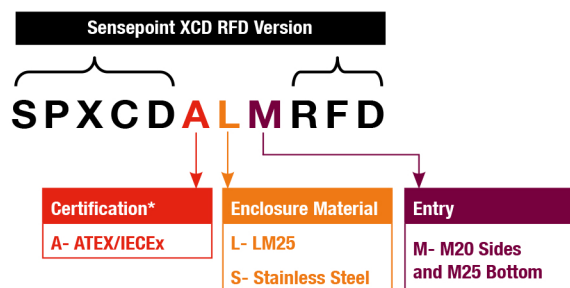 Sensepoint XCD RFD Version
SPXCDALMRFD
Certification*
A- ATEX/IECEx
Enclosure Material
L- LM25
S- Stainless Steel
Entry
M- M20 Sides
and M25 Bottom